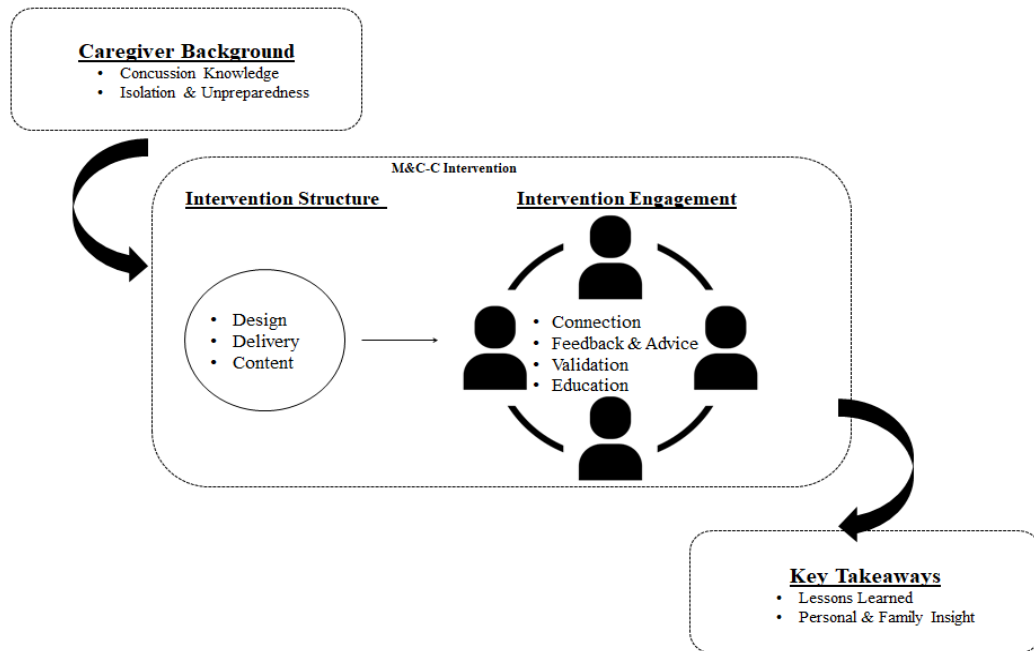 Caregiver Background
• Concussion Knowledge
• Isolation & Unpreparedness
M&C-C Intervention
Intervention Structure
• Design
• Delivery
• Content
Intervention Engagement
• Connection
• Feedback & Advice
• Validation
• Education
Key Takeaways
• Lessons Learned
• Personal & Family Insight